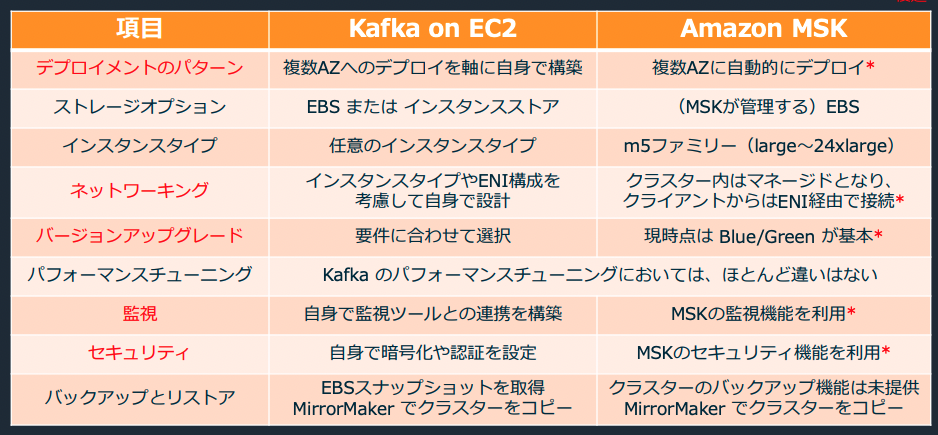 項目 Kafka on EC2 Amazon MSK
デプロイメントのパターン 複数AZへのデプロイを軸に自身で構築 複数AZに自動的にデプロイ*
ストレージオプション EBS または インスタンスストア （MSKが管理する）EBS
インスタンスタイプ 任意のインスタンスタイプ m5ファミリー（large～24xlarge）
ネットワーキング インスタンスタイプやENI構成を
考慮して自身で設計 クラスター内はマネージドとなり、
クライアントからはENI経由で接続*
バージョンアップグレード 要件に合わせて選択 現時点は Blue/Green が基本*
パフォーマンスチューニング Kafka のパフォーマンスチューニングにおいては、ほとんど違いはない
監視 自身で監視ツールとの連携を構築 MSKの監視機能を利用*
セキュリティ 自身で暗号化や認証を設定 MSKのセキュリティ機能を利用*
バックアップとリストア EBSスナップショットを取得
MirrorMaker でクラスターをコピー クラスターのバックアップ機能は未提供
MirrorMaker でクラスターをコピー